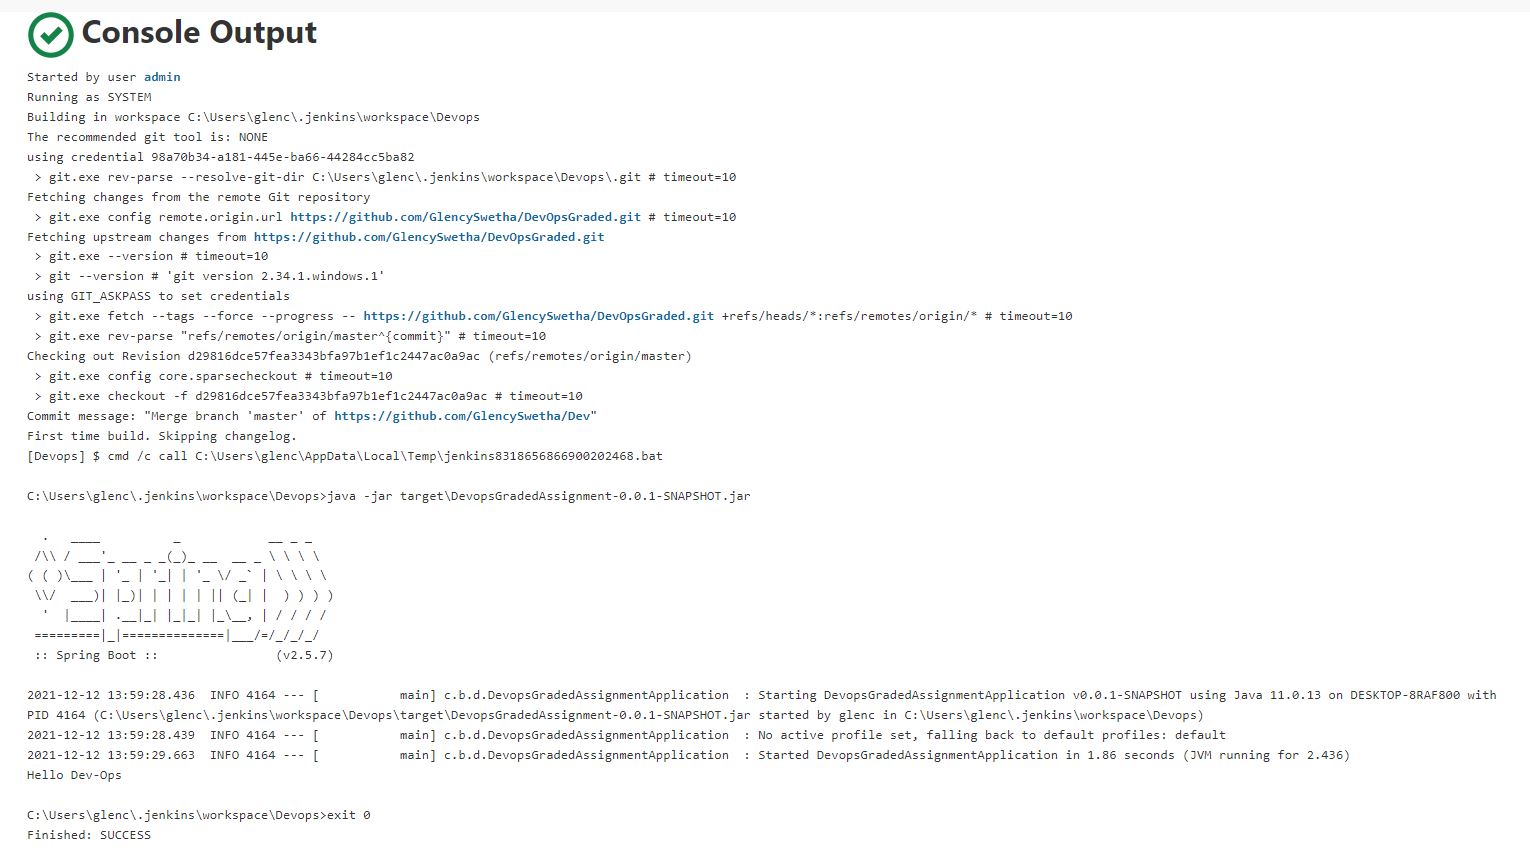 Console Output
Started by user admin
Running as SYSTEM
Building in workspace C:\Users\glenc\.jenkins\workspace\Devops
The recommended git tool is: NONE
using credential 98a70b34-a181-445e-ba66-44284cc5ba82
 > git.exe rev-parse --resolve-git-dir C:\Users\glenc\.jenkins\workspace\Devops\.git # timeout=10
Fetching changes from the remote Git repository
 > git.exe config remote.origin.url https://github.com/GlencySwetha/DevOpsGraded.git # timeout=10
Fetching upstream changes from https://github.com/GlencySwetha/DevOpsGraded.git
 > git.exe --version # timeout=10
 > git --version # 'git version 2.34.1.windows.1'
using GIT_ASKPASS to set credentials
 > git.exe fetch --tags --force --progress -- https://github.com/GlencySwetha/DevOpsGraded.git +refs/heads/*:refs/remotes/origin/* # timeout=10
 > git.exe rev-parse "refs/remotes/origin/master^{commit}" # timeout=10
Checking out Revision d29816dce57fea3343bfa97b1ef1c2447ac0a9ac (refs/remotes/origin/master)
 > git.exe config core.sparsecheckout # timeout=10
 > git.exe checkout -f d29816dce57fea3343bfa97b1ef1c2447ac0a9ac # timeout=10
Commit message: "Merge branch 'master' of https://github.com/GlencySwetha/Dev"
First time build. Skipping changelog.
[Devops] $ cmd /c call C:\Users\glenc\AppData\Local\Temp\jenkins8318656866900202468.bat

C:\Users\glenc\.jenkins\workspace\Devops>java -jar target\DevopsGradedAssignment-0.0.1-SNAPSHOT.jar

  .   ____          _            __ _ _
 /\\ / ___'_ __ _ _(_)_ __  __ _ \ \ \ \
( ( )\___ | '_ | '_| | '_ \/ _` | \ \ \ \
 \\/  ___)| |_)| | | | | || (_| |  ) ) ) )
  '  |____| .__|_| |_|_| |_\__, | / / / /
 =========|_|==============|___/=/_/_/_/
 :: Spring Boot ::                (v2.5.7)

2021-12-12 13:59:28.436  INFO 4164 --- [           main] c.b.d.DevopsGradedAssignmentApplication  : Starting DevopsGradedAssignmentApplication v0.0.1-SNAPSHOT using Java 11.0.13 on DESKTOP-8RAF800 with
PID 4164 (C:\Users\glenc\.jenkins\workspace\Devops\target\DevopsGradedAssignment-0.0.1-SNAPSHOT.jar started by glenc in C:\Users\glenc\.jenkins\workspace\Devops)
2021-12-12 13:59:28.439  INFO 4164 --- [           main] c.b.d.DevopsGradedAssignmentApplication  : No active profile set, falling back to default profiles: default
2021-12-12 13:59:29.663  INFO 4164 --- [           main] c.b.d.DevopsGradedAssignmentApplication  : Started DevopsGradedAssignmentApplication in 1.86 seconds (JVM running for 2.436)
Hello Dev-Ops

C:\Users\glenc\.jenkins\workspace\Devops>exit 0
Finished: SUCCESS